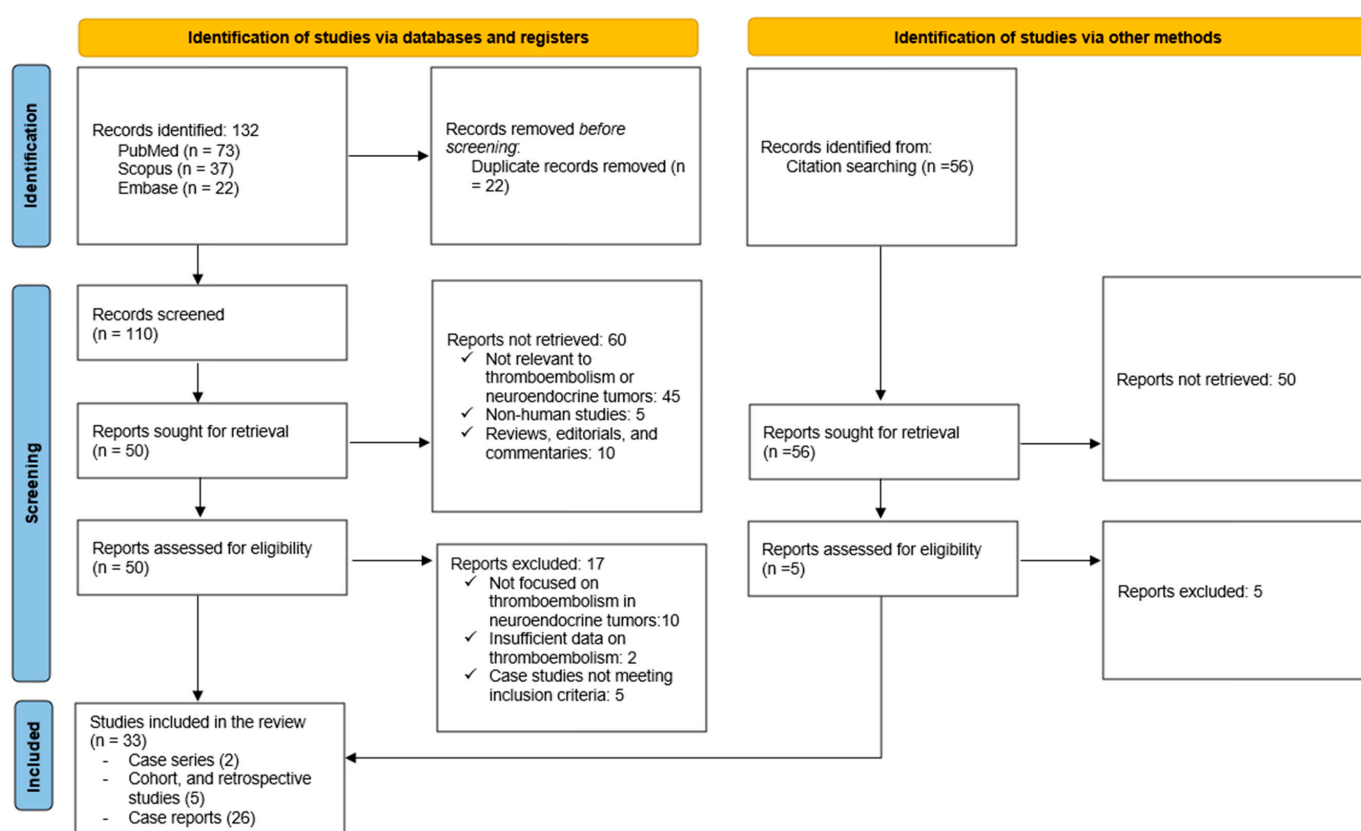 Identification of studies via databases and registers
Identification of studies via other methods
Identification
Records identified: 132
PubMed (n = 73)
Scopus (n = 37)
Embase (n = 22)
Records removed before
screening:
Duplicate records removed (n
= 22)
Records identified from:
Citation searching (n =56)
Screening
Records screened
(n = 110)
Reports not retrieved: 60
✓ Not relevant to
thromboembolism or
neuroendocrine tumors: 45
✓ Non-human studies: 5
✓ Reviews, editorials, and
commentaries: 10
Reports sought for retrieval
(n = 50)
Reports sought for retrieval
(n =56)
Reports not retrieved: 50
Reports assessed for eligibility
(n = 50)
Reports excluded: 17
✓ Not focused on
thromboembolism in
neuroendocrine tumors:10
✓ Insufficient data on
thromboembolism: 2
✓ Case studies not meeting
inclusion criteria: 5
Reports assessed for eligibility
(n =5)
Reports excluded: 5
Included
Studies included in the review
(n = 33)
- Case series (2)
- Cohort, and retrospective
studies (5)
- Case reports (26)